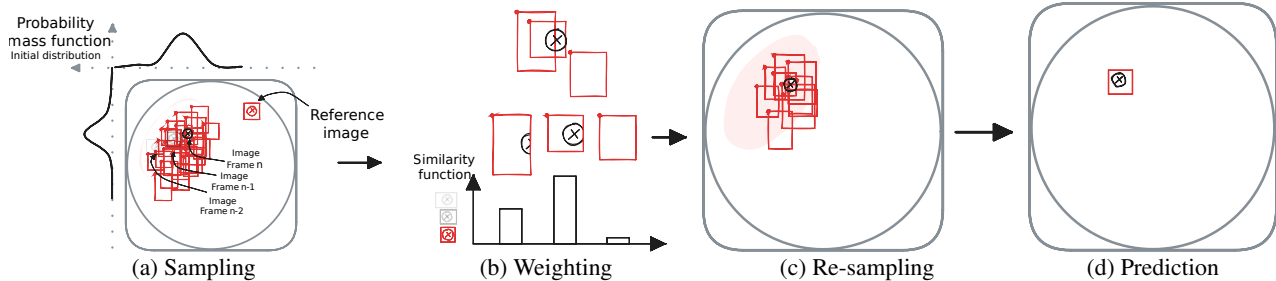 Probability
mass function
Initial distribution
Reference
image
Image
Frame n
Image
Frame n-1
Image
Frame n-2
(a) Sampling
Similarity
function
(b) Weighting
(c) Re-sampling
(d) Prediction